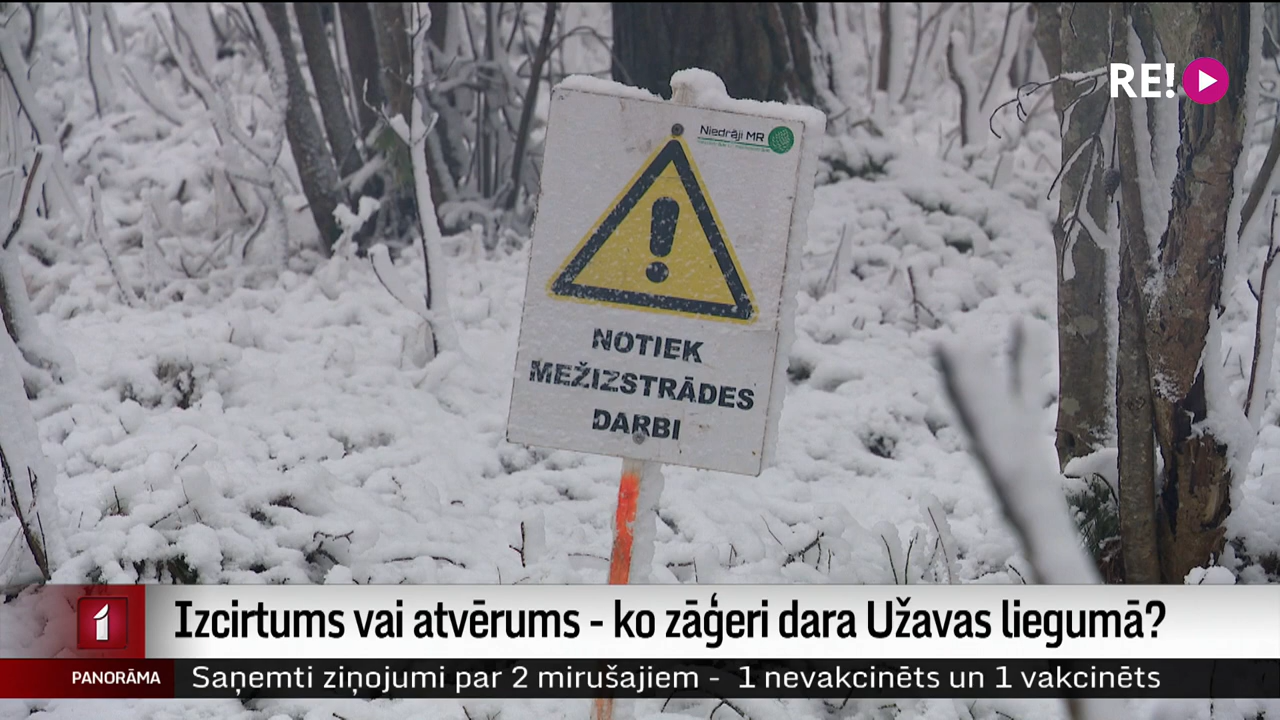 RE!
Niedrāji MR
NOTIEK
MEŽIZSTRĀDES
DARBI
1
Izcirtums vai atvērums - ko zāģeri dara Užavas liegumā?
PANORĀMA
Saņemti ziņojumi par 2 mirušajiem - 1 nevakcinēts un 1 vakcinēts